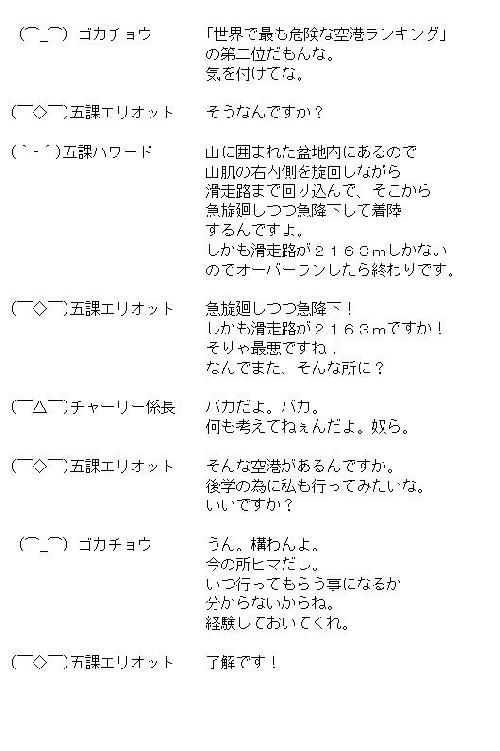 (⌒_⌒) ゴカチョウ　「世界で最も危険な空港ランキング」
の第二位だもんな。
気を付けてな。
(￣◇￣)五課エリオット　そうなんですか？
(｀-´)五課ハワード　山に囲まれた盆地内にあるので
山肌の右内側を旋回しながら
滑走路まで回り込んで、そこから
急旋廻しつつ急降下して着陸
するんですよ。
しかも滑走路が２１６３ｍしかない
のでオーバーランしたら終わりです。
(￣◇￣)五課エリオット　急旋廻しつつ急降下！
しかも滑走路が２１６３ｍですか！
そりゃ最悪ですね！
なんでまた、そんな所に？
(￣△￣)チャーリー係長　バカだよ。バカ。
何も考えてねぇんだよ。奴ら。
(￣◇￣)五課エリオット　そんな空港があるんですか。
後学の為に私も行ってみたいな。
いいですか？
(⌒_⌒) ゴカチョウ　うん。構わんよ。
今の所ヒマだし。
いつ行ってもらう事になるか
分からないからね。
経験しておいてくれ。
(￣◇￣)五課エリオット　了解です！